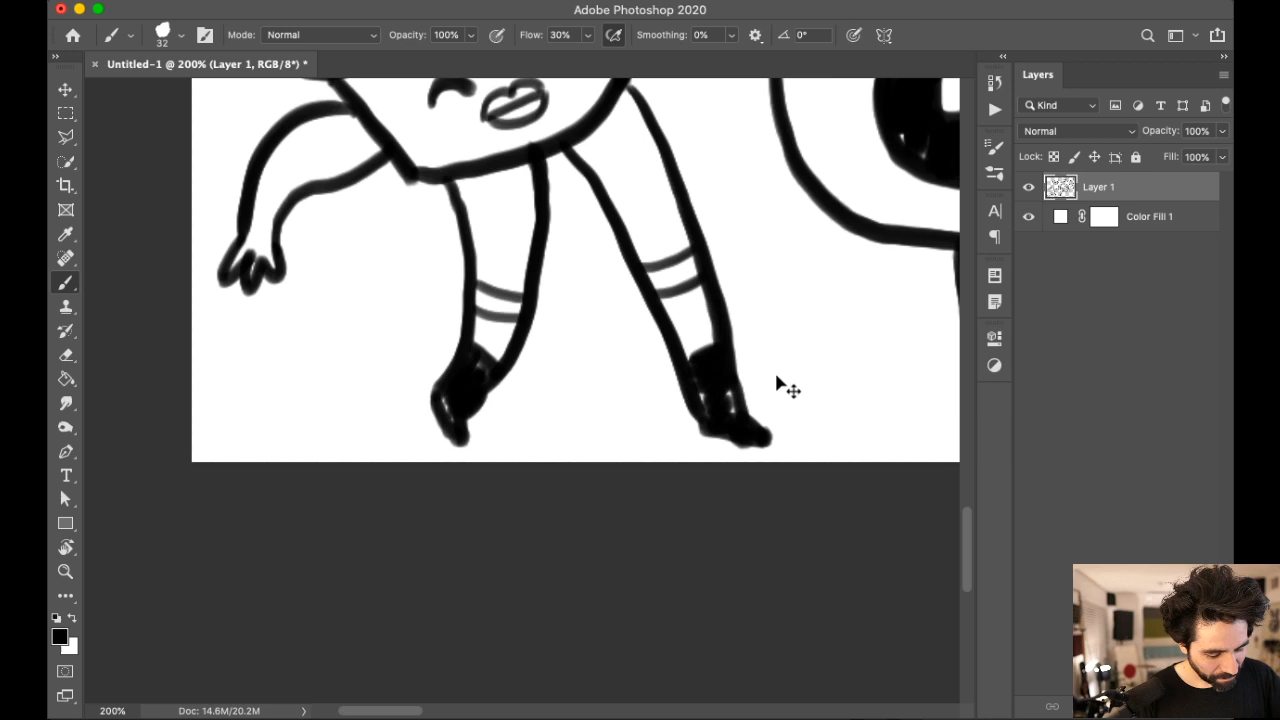 Adobe Photoshop 2020
32
Mode: Normal Opacity: 100% Flow: 30% Smoothing: 0% 0°
Untitled-1 @ 200% (Layer 1, RGB/8*) *
Layers
Kind
Normal Opacity: 100%
Lock: Fill: 100%
Layer 1
Color Fill 1
200% Doc: 14.6M/20.2M